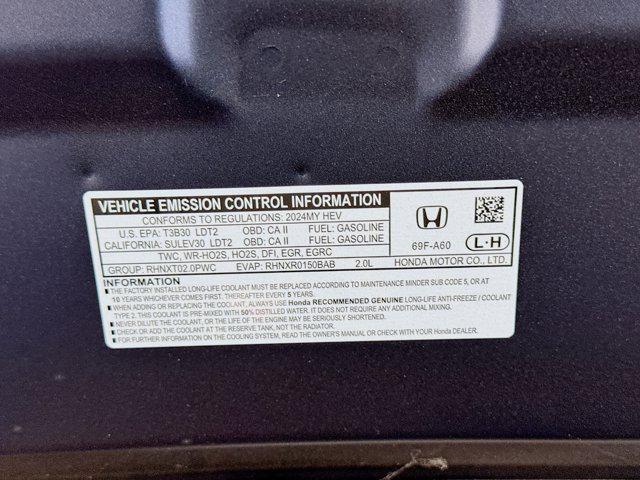 VEHICLE EMISSION CONTROL INFORMATION
CONFORMS TO REGULATIONS: 2024MY HEV
U.S. EPA: T3B30 LDT2 OBD: CA II FUEL: GASOLINE
CALIFORNIA: SULEV30 LDT2 OBD: CA II FUEL: GASOLINE
TWC, WR-HO2S, HO2S, DFI, EGR, EGRC
GROUP: RHNXT02.0PWC EVAP: RHNXR0150BAB 2.0L
69F-A60
L·H
HONDA MOTOR CO., LTD.
INFORMATION
THE FACTORY INSTALLED LONG-LIFE COOLANT MUST BE REPLACED ACCORDING TO MAINTENANCE MINDER SUB CODE 5, OR AT
10 YEARS WHICHEVER COMES FIRST. THEREAFTER EVERY 5 YEARS.
WHEN ADDING OR REPLACING THE COOLANT, ALWAYS USE Honda RECOMMENDED GENUINE LONG-LIFE ANTI-FREEZE / COOLANT
TYPE 2. THIS COOLANT IS PRE-MIXED WITH 50% DISTILLED WATER. IT DOES NOT REQUIRE ANY ADDITIONAL MIXING.
NEVER DILUTE THE COOLANT, OR THE LIFE OF THE ENGINE MAY BE SERIOUSLY SHORTENED.
CHECK OR ADD THE COOLANT AT THE RESERVE TANK, NOT THE RADIATOR.
FOR FURTHER INFORMATION ON THE COOLING SYSTEM, READ THE OWNER'S MANUAL OR CHECK WITH YOUR Honda DEALER.